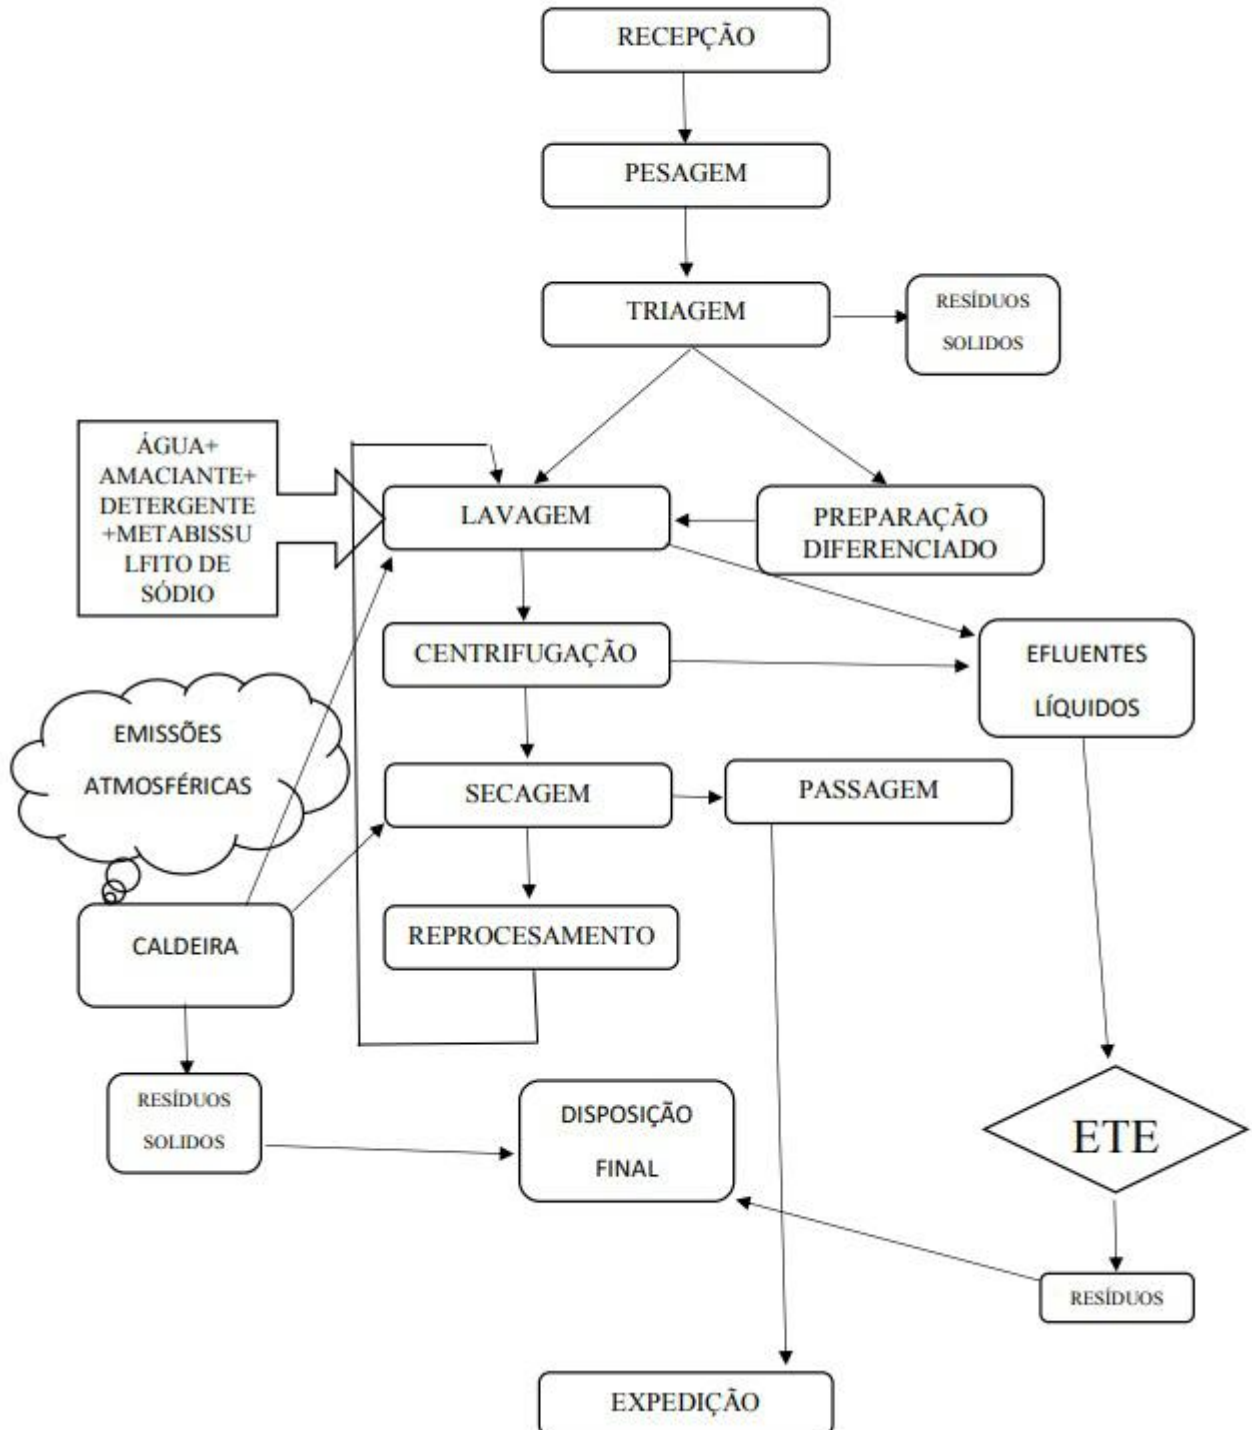 RECEPÇÃO
PESAGEM
TRIAGEM
RESÍDUOS
SOLIDOS
ÁGUA+
AMACIANTE+
DETERGENTE
+METABISSU
LFITO DE
SÓDIO
LAVAGEM
PREPARAÇÃO
DIFERENCIADO
CENTRIFUGAÇÃO
EFLUENTES
LÍQUIDOS
EMISSÕES
ATMOSFÉRICAS
SECAGEM
PASSAGEM
CALDEIRA
REPROCESAMENTO
RESÍDUOS
SOLIDOS
DISPOSIÇÃO
FINAL
ETE
RESÍDUOS
EXPEDIÇÃO